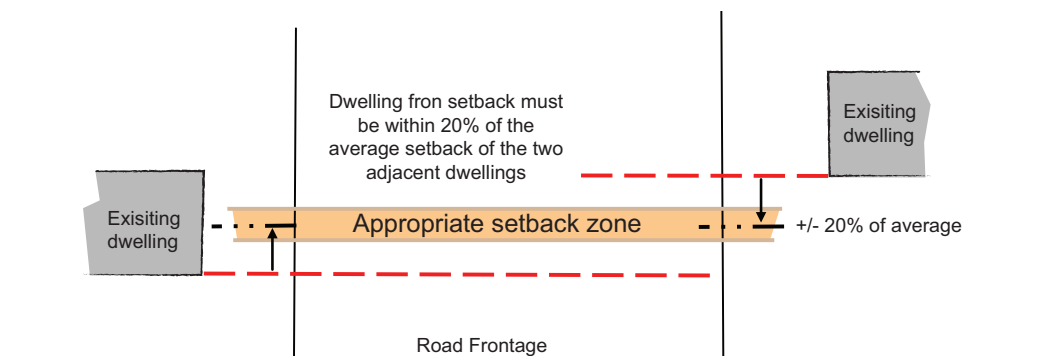 Dwelling fron setback must
be within 20% of the
average setback of the two
adjacent dwellings
Exisiting
dwelling
Exisiting
dwelling
Appropriate setback zone
+/- 20% of average
Road Frontage